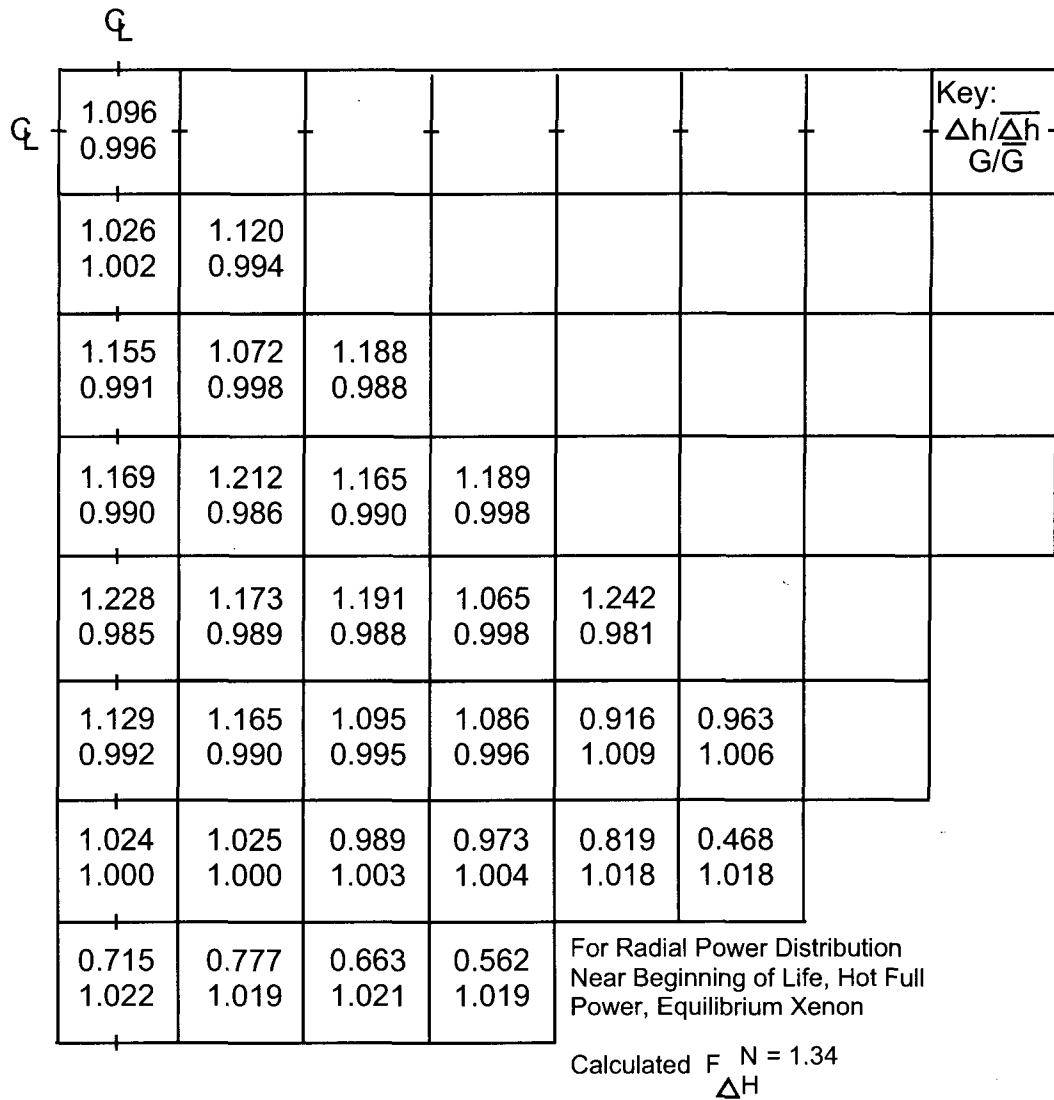 ℄
℄
Key:
Δh/Δ̅h̅
G/G̅
1.096
0.996
1.026 1.120
1.002 0.994
1.155 1.072 1.188
0.991 0.998 0.988
1.169 1.212 1.165 1.189
0.990 0.986 0.990 0.998
1.228 1.173 1.191 1.065 1.242
0.985 0.989 0.988 0.998 0.981
1.129 1.165 1.095 1.086 0.916 0.963
0.992 0.990 0.995 0.996 1.009 1.006
1.024 1.025 0.989 0.973 0.819 0.468
1.000 1.000 1.003 1.004 1.018 1.018
0.715 0.777 0.663 0.562
1.022 1.019 1.021 1.019
For Radial Power Distribution
Near Beginning of Life, Hot Full
Power, Equilibrium Xenon
Calculated F N = 1.34
ΔH